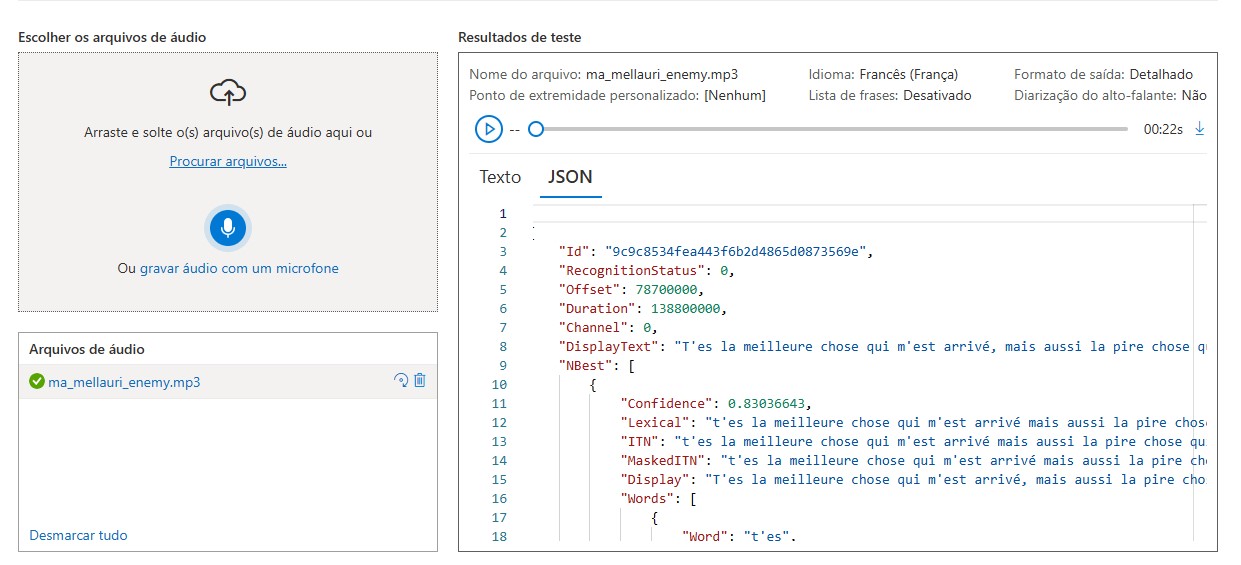 Escolher os arquivos de áudio
Arraste e solte o(s) arquivo(s) de áudio aqui ou
Procurar arquivos...
Ou gravar áudio com um microfone
Arquivos de áudio
ma_mellauri_enemy.mp3
Desmarcar tudo
Resultados de teste
Nome do arquivo: ma_mellauri_enemy.mp3 Idioma: Francês (França) Formato de saída: Detalhado
Ponto de extremidade personalizado: [Nenhum] Lista de frases: Desativado Diarização do alto-falante: Não
-- 00:22s
Texto JSON
1
2
3 "Id": "9c9c8534fea443f6b2d4865d0873569e",
4 "RecognitionStatus": 0,
5 "Offset": 78700000,
6 "Duration": 138800000,
7 "Channel": 0,
8 "DisplayText": "T'es la meilleure chose qui m'est arrivé, mais aussi la pire chose q
9 "NBest": [
10 {
11 "Confidence": 0.83036643,
12 "Lexical": "t'es la meilleure chose qui m'est arrivé mais aussi la pire chos
13 "ITN": "t'es la meilleure chose qui m'est arrivé mais aussi la pire chose qu
14 "MaskedITN": "t'es la meilleure chose qui m'est arrivé mais aussi la pire ch
15 "Display": "T'es la meilleure chose qui m'est arrivé, mais aussi la pire cho
16 "Words": [
17 {
18 "Word": "t'es".